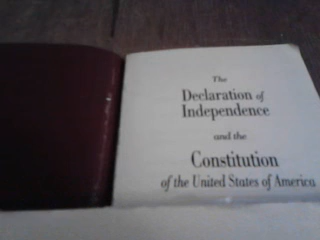 The
Declaration of
Independence
and the
Constitution
of the United States of America